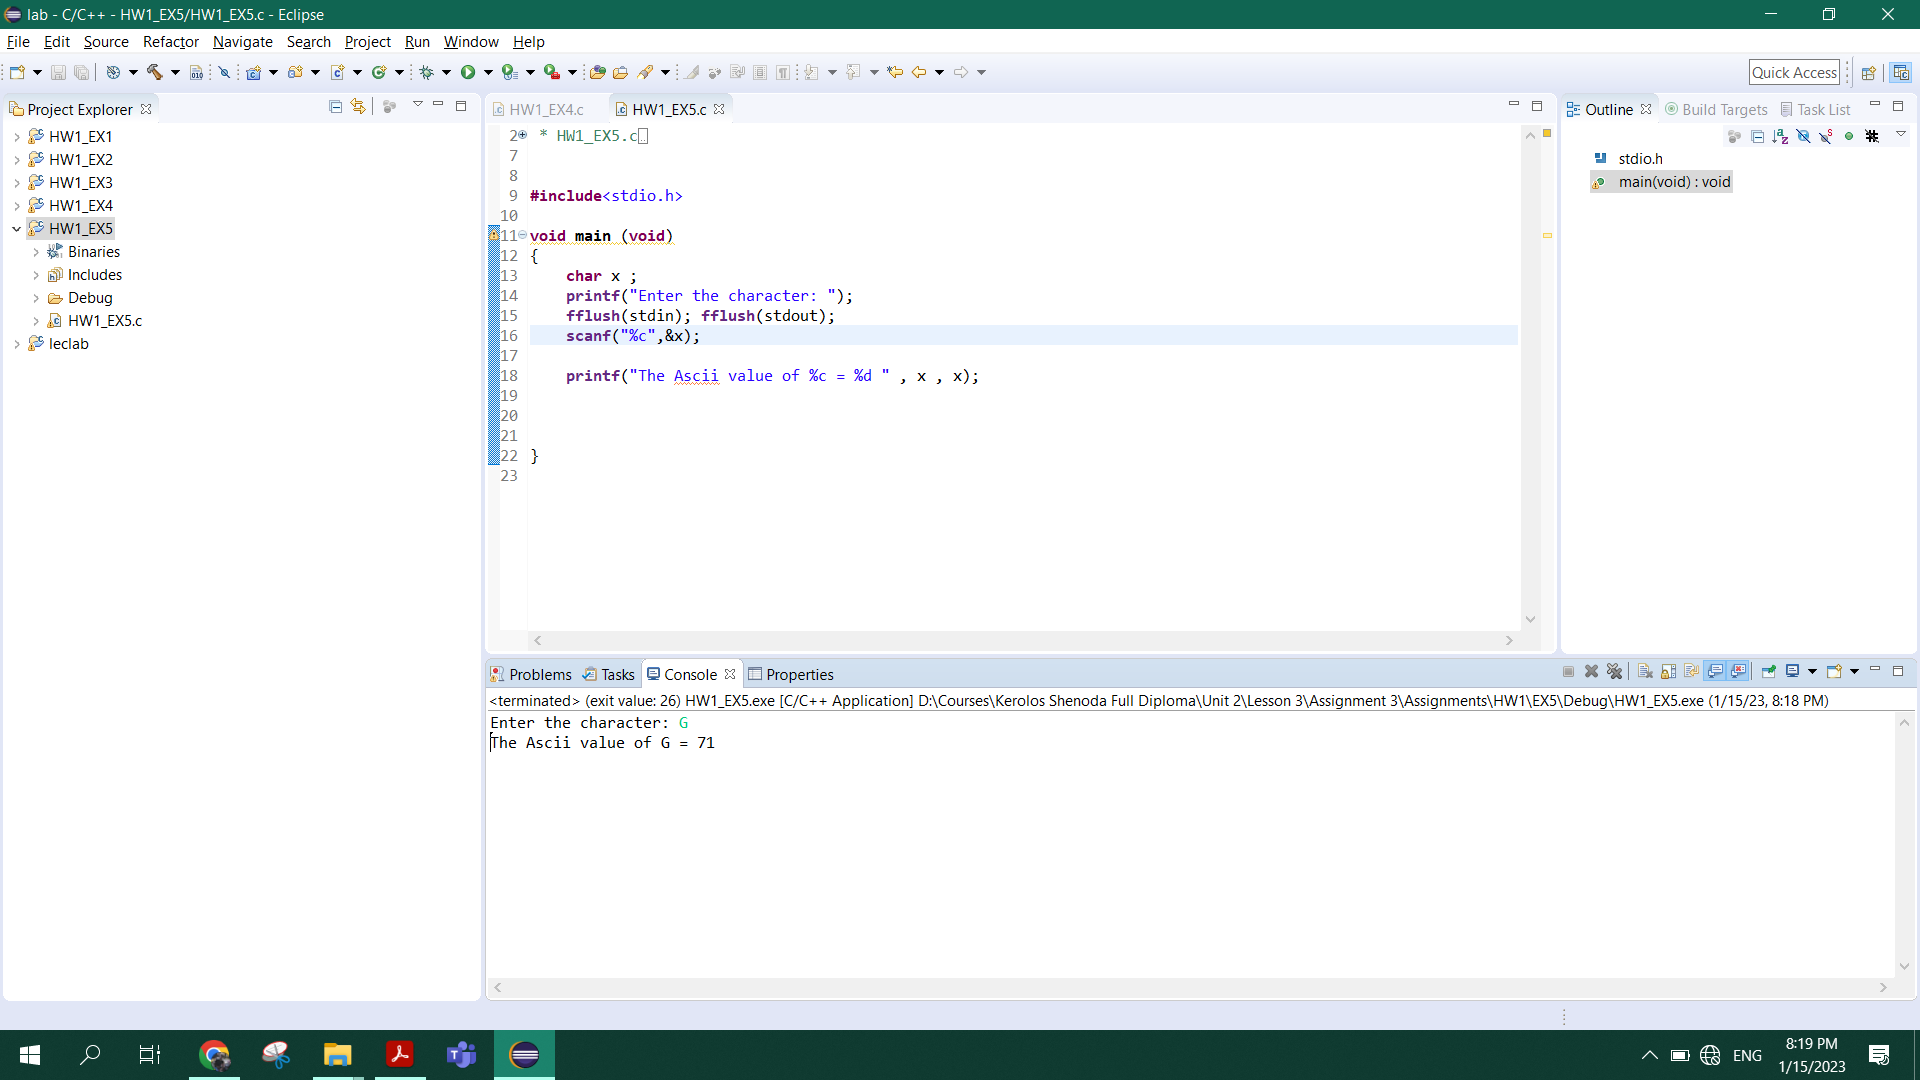 lab - C/C++ - HW1_EX5/HW1_EX5.c - Eclipse
File Edit Source Refactor Navigate Search Project Run Window Help
Quick Access
Project Explorer
HW1_EX1
HW1_EX2
HW1_EX3
HW1_EX4
HW1_EX5
Binaries
Includes
Debug
HW1_EX5.c
leclab
HW1_EX4.c HW1_EX5.c
2 * HW1_EX5.c
7
8
9 #include<stdio.h>
10
11 void main (void)
12 {
13 char x ;
14 printf("Enter the character: ");
15 fflush(stdin); fflush(stdout);
16 scanf("%c",&x);
17
18 printf("The Ascii value of %c = %d " , x , x);
19
20
21
22 }
23
Outline Build Targets Task List
stdio.h
main(void) : void
Problems Tasks Console Properties
<terminated> (exit value: 26) HW1_EX5.exe [C/C++ Application] D:\Courses\Kerolos Shenoda Full Diploma\Unit 2\Lesson 3\Assignment 3\Assignments\HW1\EX5\Debug\HW1_EX5.exe (1/15/23, 8:18 PM)
Enter the character: G
The Ascii value of G = 71
ENG
8:19 PM
1/15/2023